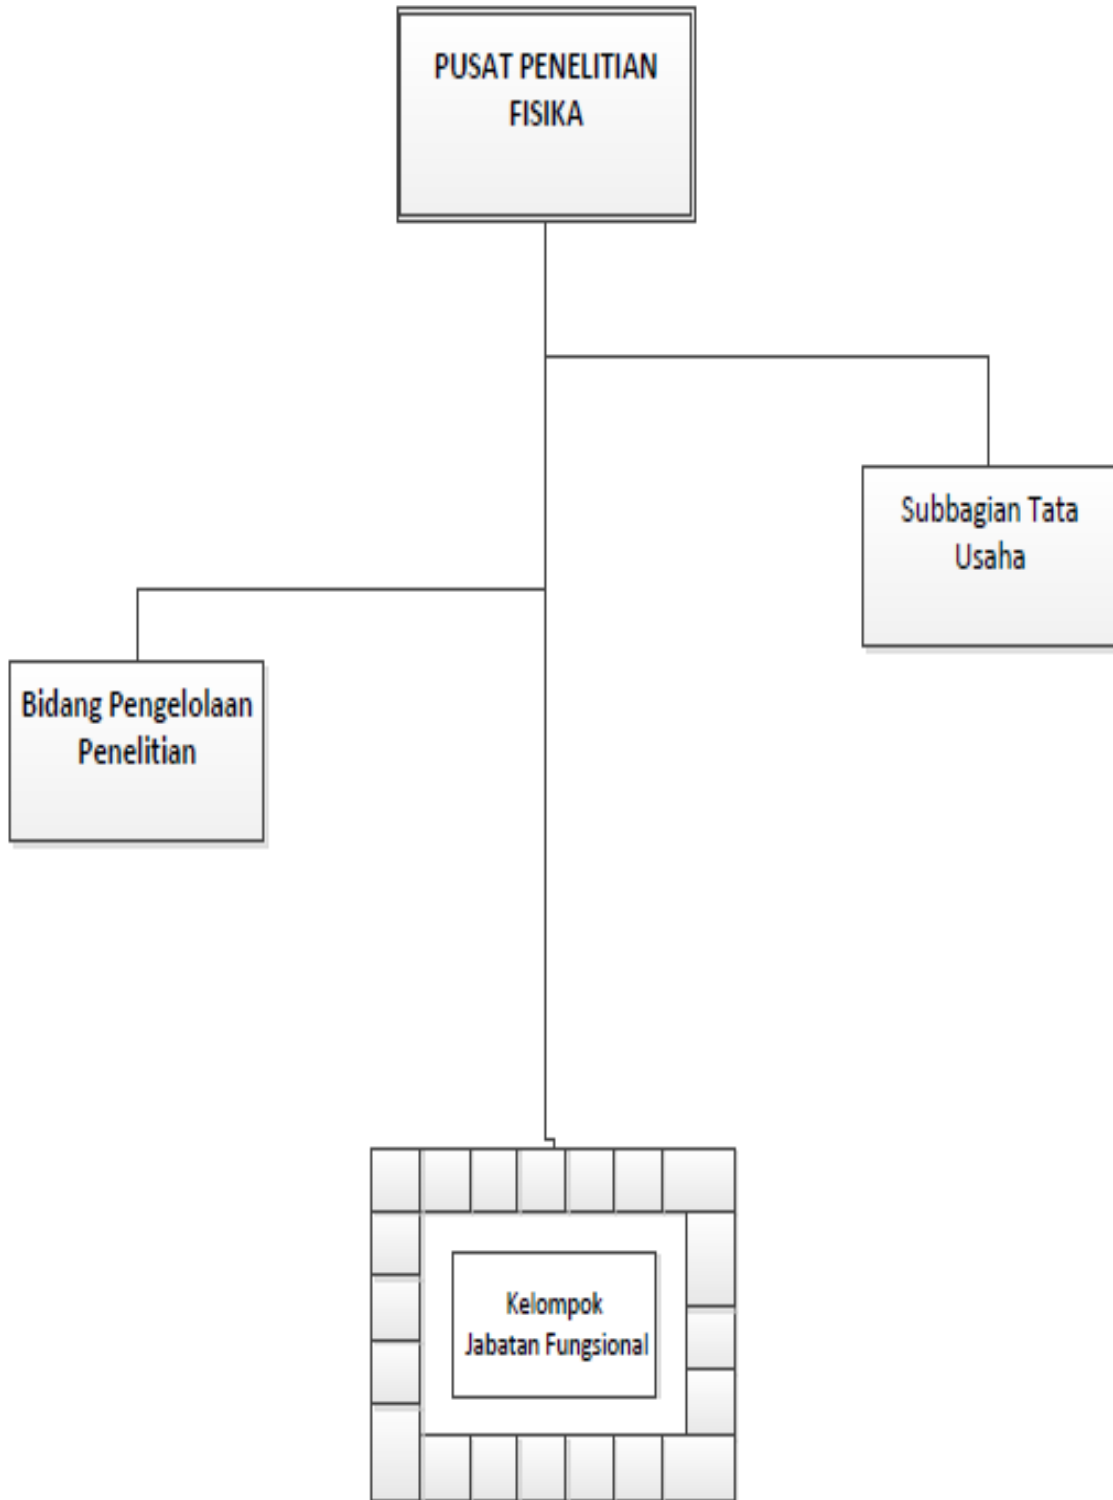 PUSAT PENELITIAN
FISIKA
Subbagian Tata
Usaha
Bidang Pengelolaan
Penelitian
Kelompok
Jabatan Fungsional